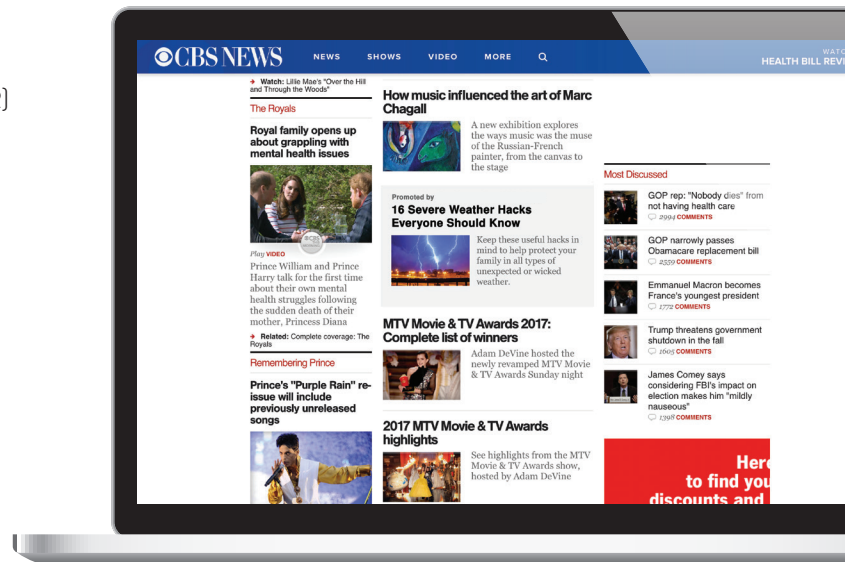 CBS NEWS
NEWS
SHOWS
VIDEO
MORE
HEALTH BILL REVI
➔ Watch: Lillie Mae's "Over the Hill
and Through the Woods"
The Royals
Royal family opens up
about grappling with
mental health issues
Play VIDEO
Prince William and Prince
Harry talk for the first time
about their own mental
health struggles following
the sudden death of their
mother, Princess Diana
➔ Related: Complete coverage: The
Royals
Remembering Prince
Prince's "Purple Rain" re-
issue will include
previously unreleased
songs
How music influenced the art of Marc
Chagall
A new exhibition explores
the ways music was the muse
of the Russian-French
painter, from the canvas to
the stage
Promoted by
16 Severe Weather Hacks
Everyone Should Know
Keep these useful hacks in
mind to help protect your
family in all types of
unexpected or wicked
weather.
MTV Movie & TV Awards 2017:
Complete list of winners
Adam DeVine hosted the
newly revamped MTV Movie
& TV Awards Sunday night
2017 MTV Movie & TV Awards
highlights
See highlights from the MTV
Movie & TV Awards show,
hosted by Adam DeVine
Most Discussed
GOP rep: "Nobody dies" from
not having health care
2994 COMMENTS
GOP narrowly passes
Obamacare replacement bill
2559 COMMENTS
Emmanuel Macron becomes
France's youngest president
1772 COMMENTS
Trump threatens government
shutdown in the fall
1605 COMMENTS
James Comey says
considering FBI's impact on
election makes him "mildly
nauseous"
1398 COMMENTS
Here
to find you
discounts and